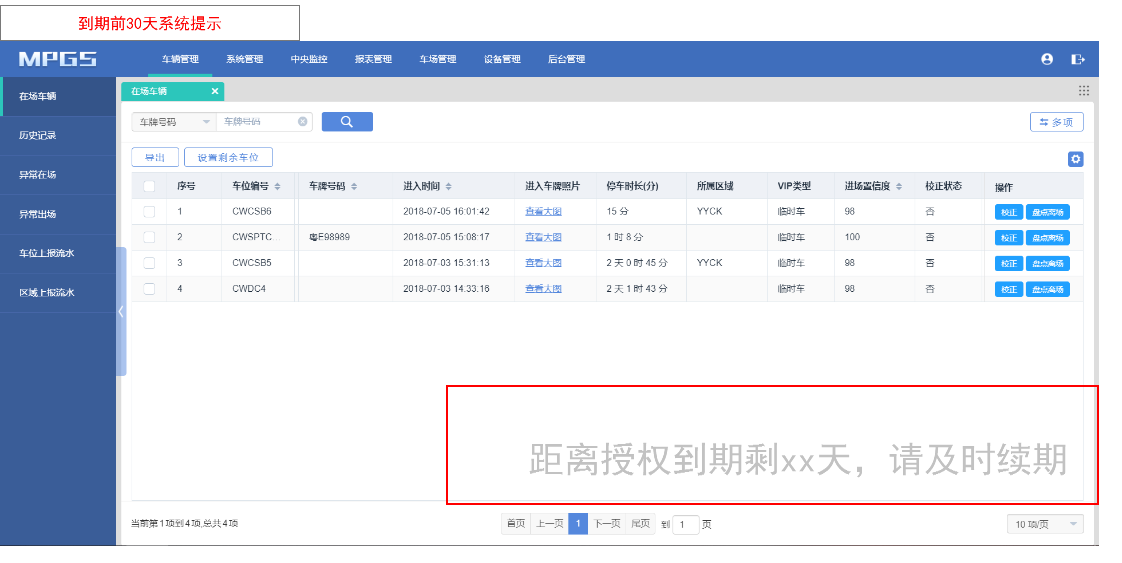 到期前30天系统提示
MPGS 车辆管理 系统管理 中央监控 报表管理 车场管理 设备管理 后台管理
在场车辆
历史记录
异常在场
异常出场
车位上报流水
区域上报流水
在场车辆
车牌号码 车牌号码 多项
导出 设置剩余车位
序号 车位编号 车牌号码 进入时间 进入车牌照片 停车时长(分) 所属区域 VIP类型 进场置信度 校正状态 操作
1 CWCSB6 2018-07-05 16:01:42 查看大图 15 分 YYCK 临时车 98 否 校正 盘点离场
2 CWSPTC... 粤E98989 2018-07-05 15:08:17 查看大图 1 时 8 分 临时车 100 否 校正 盘点离场
3 CWCSB5 2018-07-03 15:31:13 查看大图 2 天 0 时 45 分 YYCK 临时车 98 否 校正 盘点离场
4 CWDC4 2018-07-03 14:33:16 查看大图 2 天 1 时 43 分 临时车 98 否 校正 盘点离场
距离授权到期剩xx天，请及时续期
当前第1项到4项,总共4项 首页 上一页 1 下一页 尾页 到 1 页 10 项/页